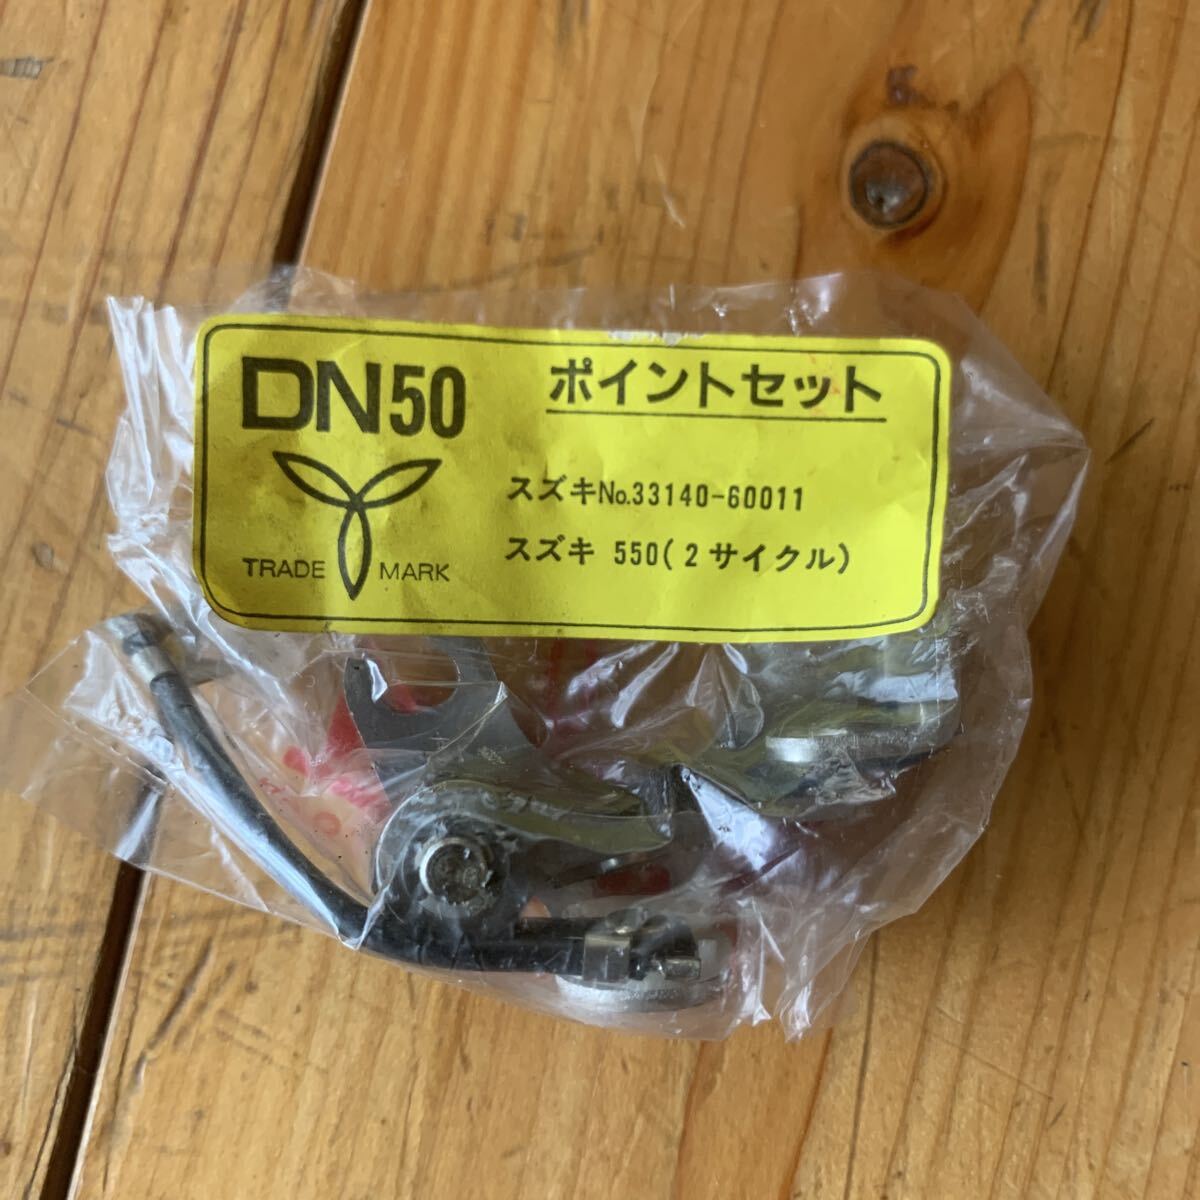 DN50 ポイントセット
スズキNo.33140-60011
スズキ 550(2サイクル)
TRADE MARK